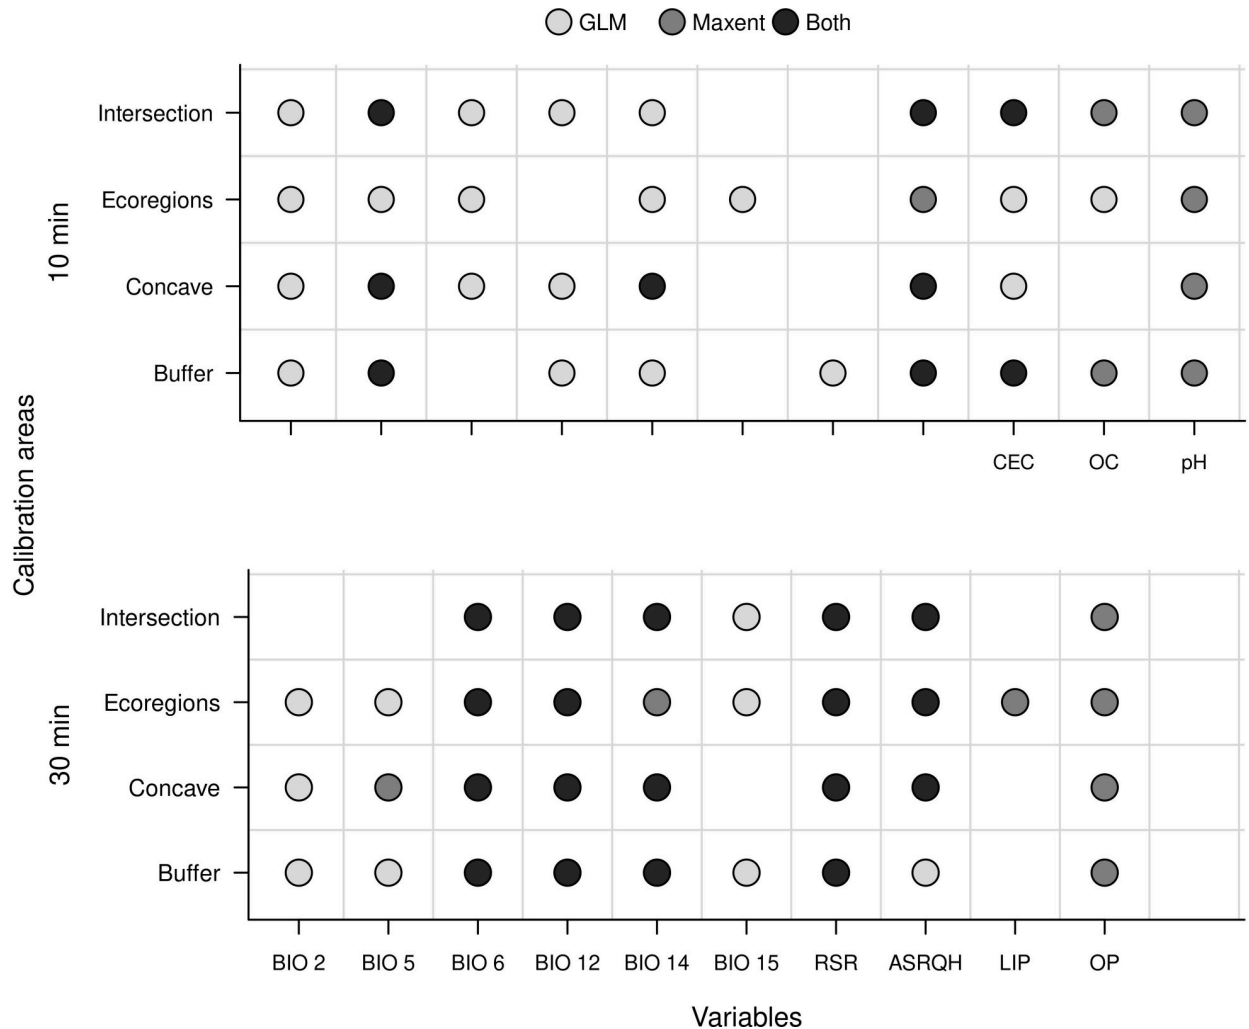 GLM Maxent Both
Intersection
Ecoregions
Concave
Buffer
10 min
CEC OC pH
Calibration areas
Intersection
Ecoregions
Concave
Buffer
30 min
BIO 2 BIO 5 BIO 6 BIO 12 BIO 14 BIO 15 RSR ASRQH LIP OP
Variables